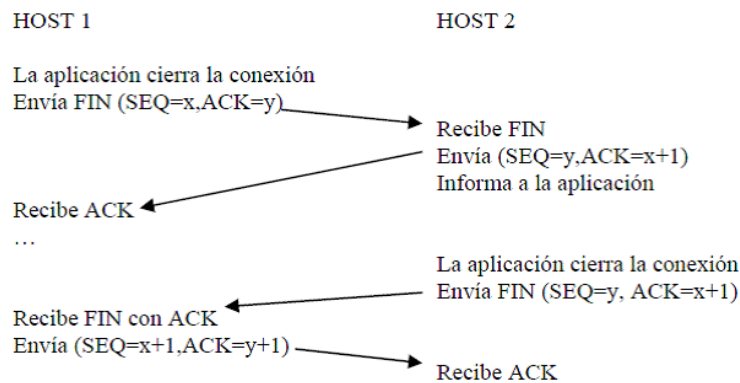 HOST 1
HOST 2
La aplicación cierra la conexión
Envía FIN (SEQ=x,ACK=y)
Recibe FIN
Envía (SEQ=y,ACK=x+1)
Informa a la aplicación
Recibe ACK
…
La aplicación cierra la conexión
Envía FIN (SEQ=y, ACK=x+1)
Recibe FIN con ACK
Envía (SEQ=x+1,ACK=y+1)
Recibe ACK